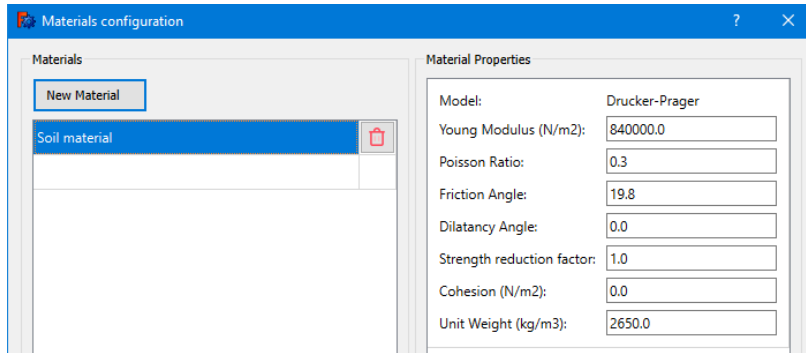 Materials configuration ?
Materials
New Material
Soil material
Material Properties
Model: Drucker-Prager
Young Modulus (N/m2): 840000.0
Poisson Ratio: 0.3
Friction Angle: 19.8
Dilatancy Angle: 0.0
Strength reduction factor: 1.0
Cohesion (N/m2): 0.0
Unit Weight (kg/m3): 2650.0